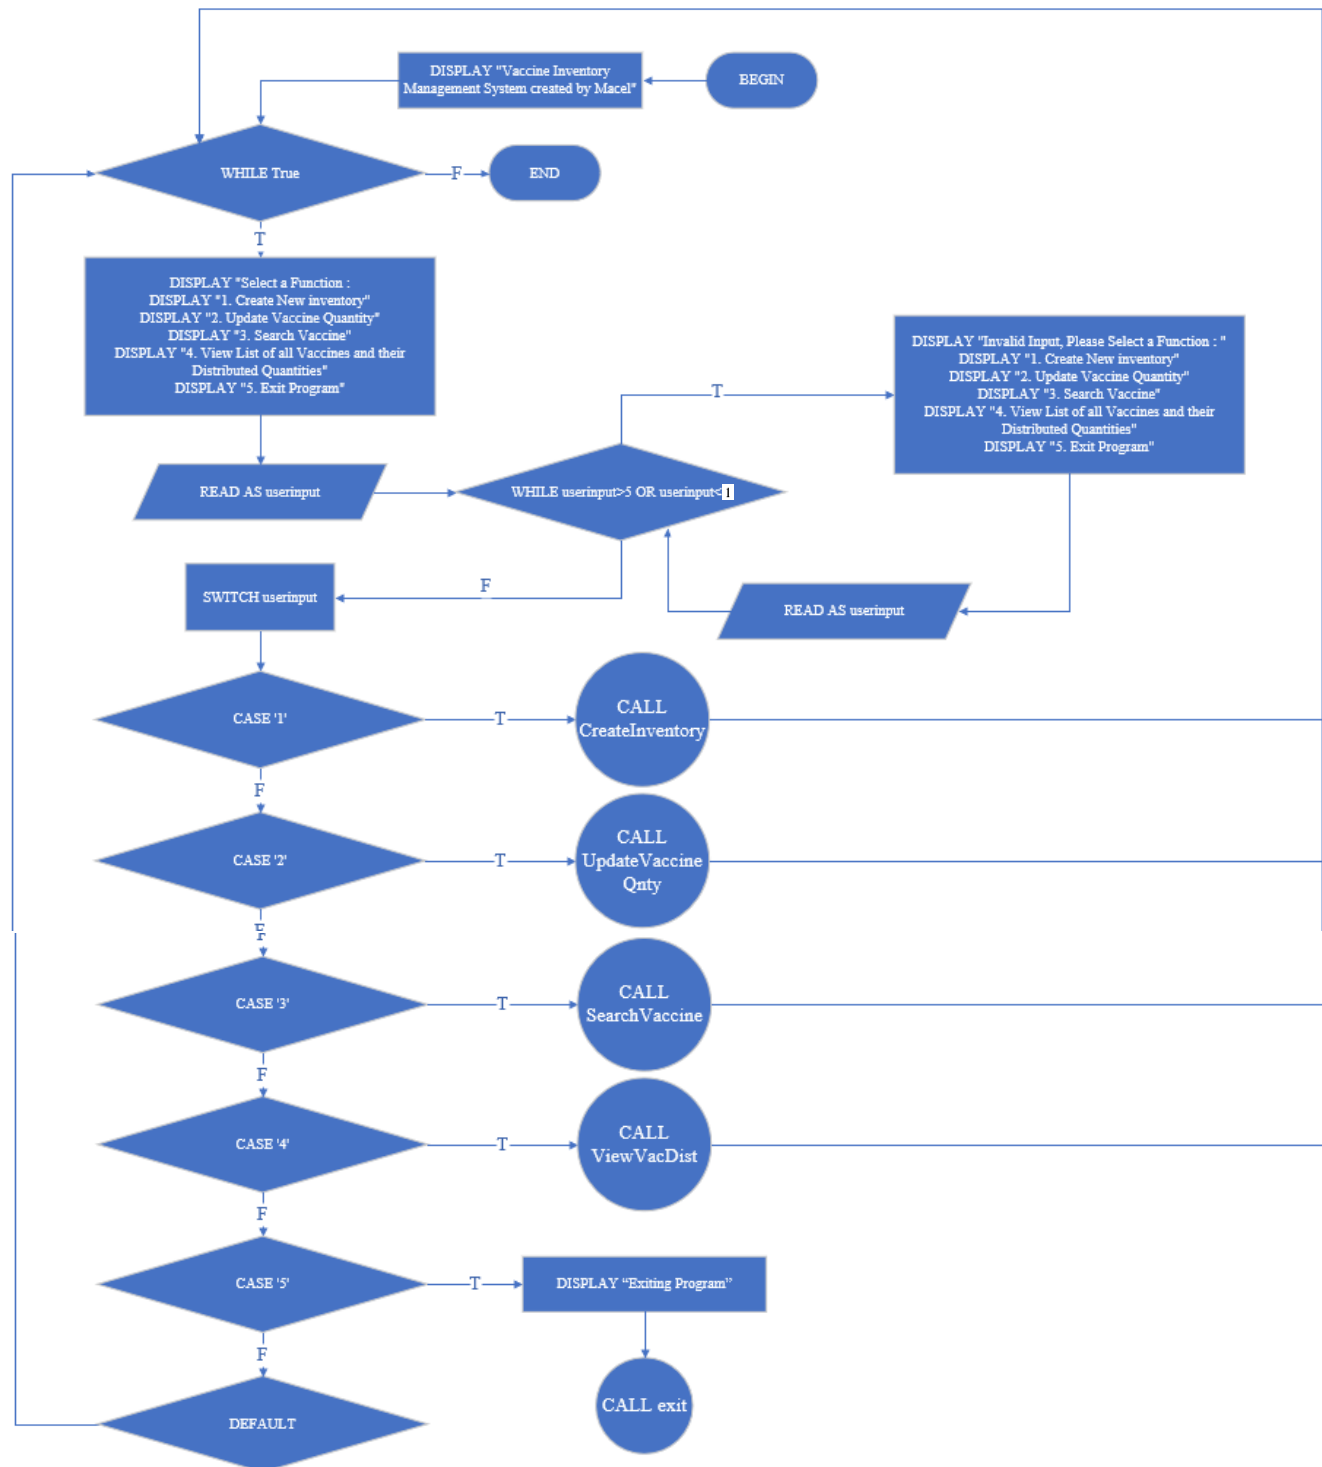 DISPLAY "Vaccine Inventory
Management System created by Macel"
BEGIN
WHILE True
F
END
T
DISPLAY "Select a Function :
DISPLAY "1. Create New inventory"
DISPLAY "2. Update Vaccine Quantity"
DISPLAY "3. Search Vaccine"
DISPLAY "4. View List of all Vaccines and their
Distributed Quantities"
DISPLAY "5. Exit Program"
DISPLAY "Invalid Input, Please Select a Function : "
DISPLAY "1. Create New inventory"
DISPLAY "2. Update Vaccine Quantity"
DISPLAY "3. Search Vaccine"
DISPLAY "4. View List of all Vaccines and their
Distributed Quantities"
DISPLAY "5. Exit Program"
T
READ AS userinput
WHILE userinput>5 OR userinput<1
F
SWITCH userinput
READ AS userinput
CASE '1'
T
CALL
CreateInventory
F
CASE '2'
T
CALL
UpdateVaccine
Qnty
F
CASE '3'
T
CALL
SearchVaccine
F
CASE '4'
T
CALL
ViewVacDist
F
CASE '5'
T
DISPLAY “Exiting Program”
F
CALL exit
DEFAULT